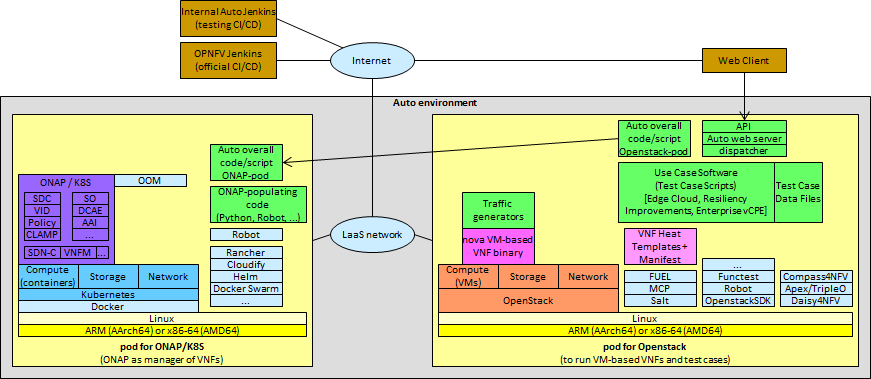 Internal Auto Jenkins
(testing CI/CD)
OPNFV Jenkins
(official CI/CD)
Internet
Web Client
Auto environment
Auto overall
code/script
ONAP-pod
ONAP / K8S
OOM
SDC
SO
VID
DCAE
Policy
AAI
CLAMP
...
SDN-C
VNFM
...
ONAP-populating
code
(Python, Robot, ...)
Robot
Rancher
Cloudify
Helm
Docker Swarm
...
Compute
(containers)
Storage
Network
Kubernetes
Docker
Linux
ARM (AArch64) or x86-64 (AMD64)
pod for ONAP/K8S
(ONAP as manager of VNFs)
LaaS network
Auto overall
code/script
Openstack-pod
API
Auto web server
dispatcher
Use Case Software
(Test Case Scripts)
[Edge Cloud, Resiliency
Improvements, Enterprise vCPE]
Test Case
Data Files
Traffic
generators
nova VM-based
VNF binary
VNF Heat
Templates +
Manifest
Compute
(VMs)
Storage
Network
OpenStack
FUEL
MCP
Salt
...
Functest
Robot
OpenstackSDK
Compass4NFV
Apex/TripleO
Daisy4NFV
Linux
ARM (AArch64) or x86-64 (AMD64)
pod for Openstack
(to run VM-based VNFs and test cases)